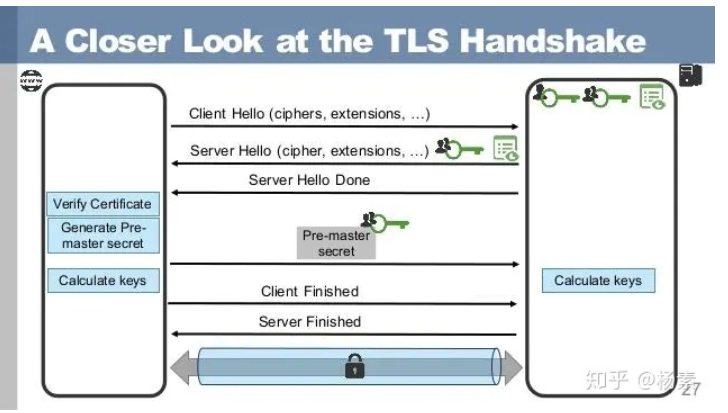 A Closer Look at the TLS Handshake
Client Hello (ciphers, extensions, …)
Server Hello (cipher, extensions, …)
Server Hello Done
Verify Certificate
Generate Pre-
master secret
Pre-master
secret
Calculate keys
Calculate keys
Client Finished
Server Finished
知乎 @杨素
27